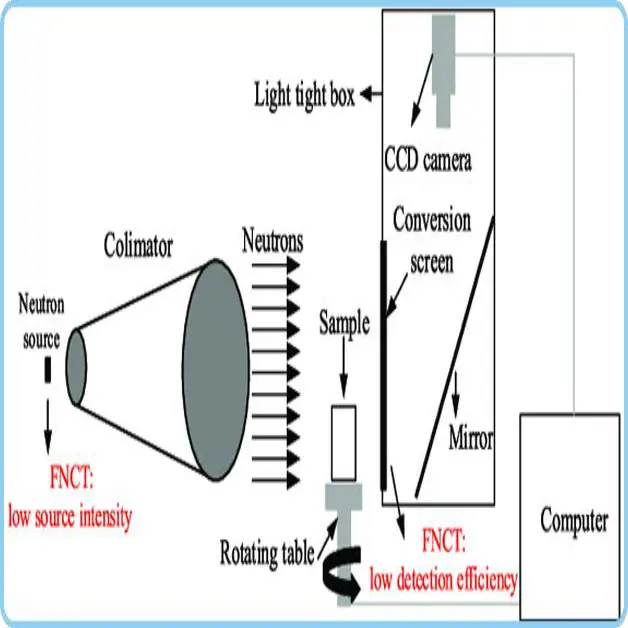 Light tight box
CCD camera
Conversion
screen
Colimator
Neutrons
Neutron
source
Sample
Mirror
FNCT:
low source intensity
Rotating table
FNCT:
low detection efficiency
Computer